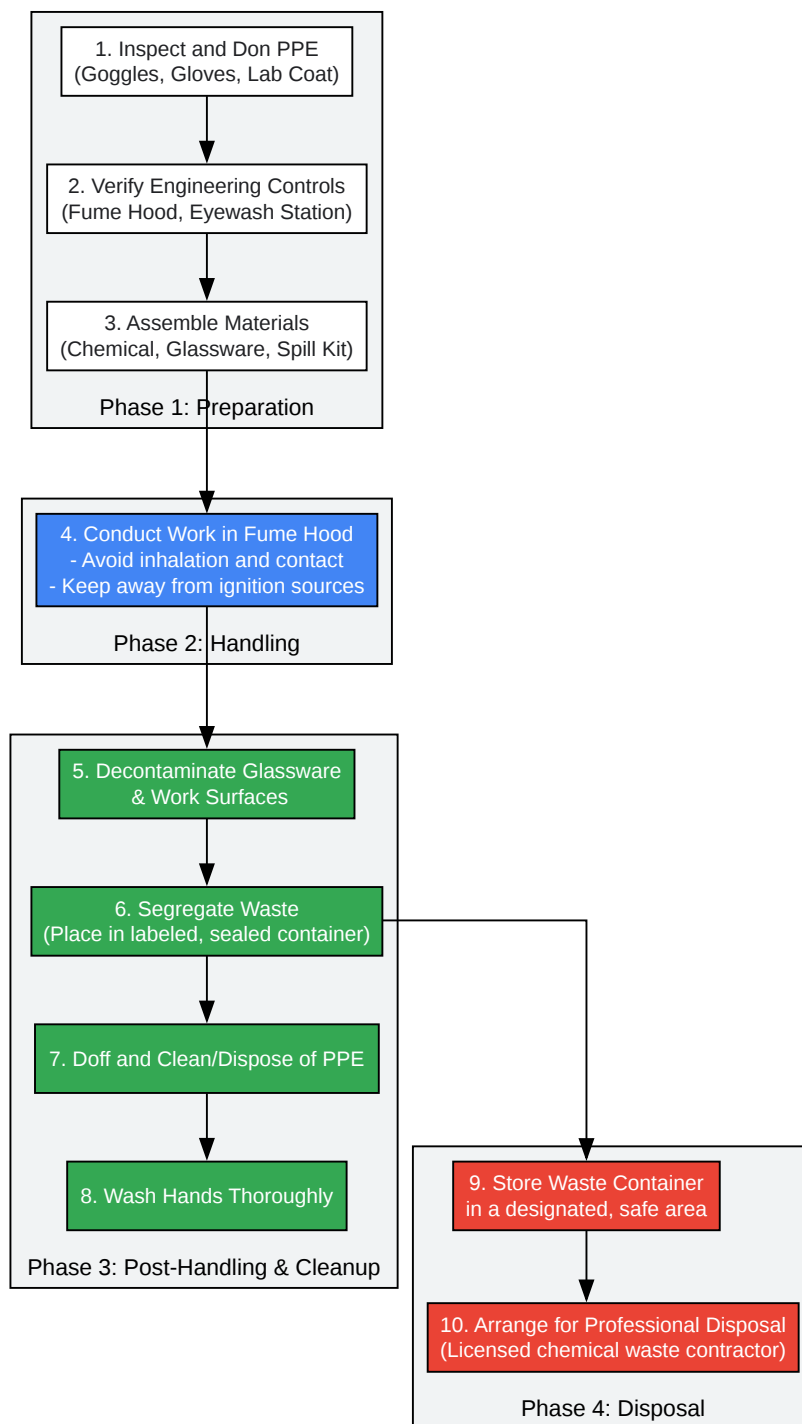 1. Inspect and Don PPE
(Goggles, Gloves, Lab Coat)
2. Verify Engineering Controls
(Fume Hood, Eyewash Station)
3. Assemble Materials
(Chemical, Glassware, Spill Kit)
Phase 1: Preparation
4. Conduct Work in Fume Hood
- Avoid inhalation and contact
- Keep away from ignition sources
Phase 2: Handling
5. Decontaminate Glassware
& Work Surfaces
6. Segregate Waste
(Place in labeled, sealed container)
7. Doff and Clean/Dispose of PPE
8. Wash Hands Thoroughly
Phase 3: Post-Handling & Cleanup
9. Store Waste Container
in a designated, safe area
10. Arrange for Professional Disposal
(Licensed chemical waste contractor)
Phase 4: Disposal